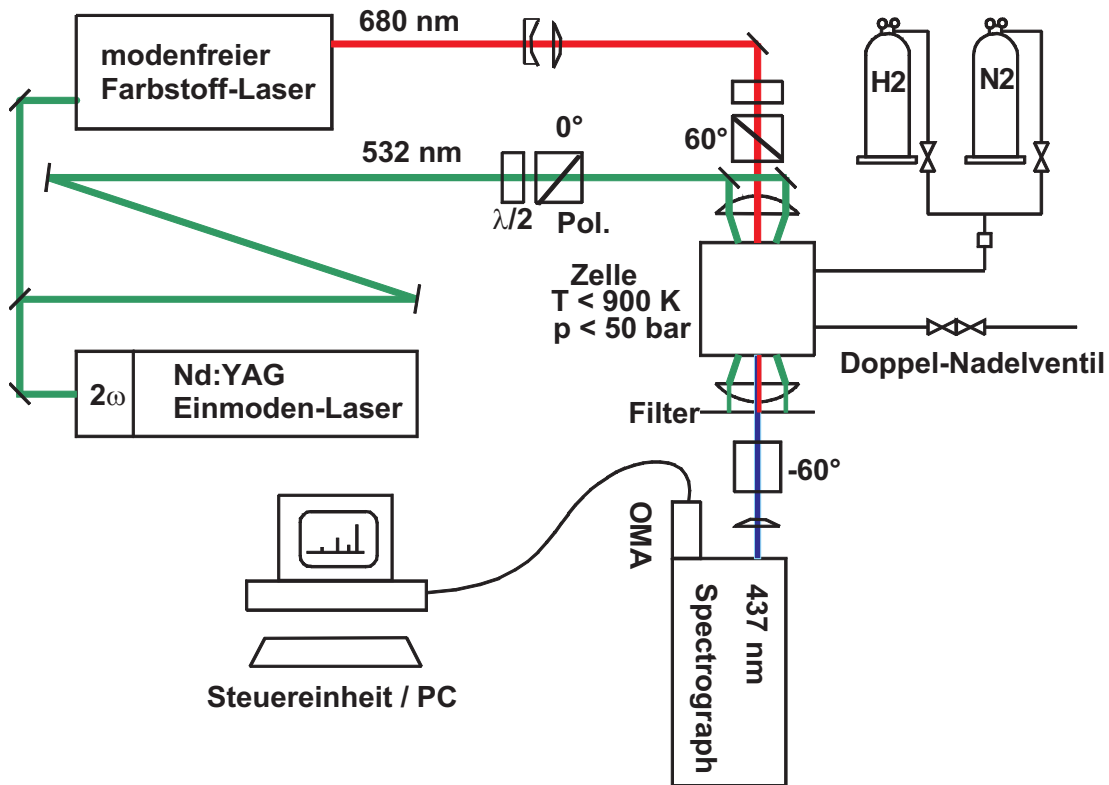 680 nm
modenfreier
Farbstoff-Laser
H2
N2
0°
60°
532 nm
λ/2
Pol.
Zelle
T < 900 K
p < 50 bar
Doppel-Nadelventil
2ω
Nd:YAG
Einmoden-Laser
Filter
-60°
OMA
437 nm
Spectrograph
Steuereinheit / PC